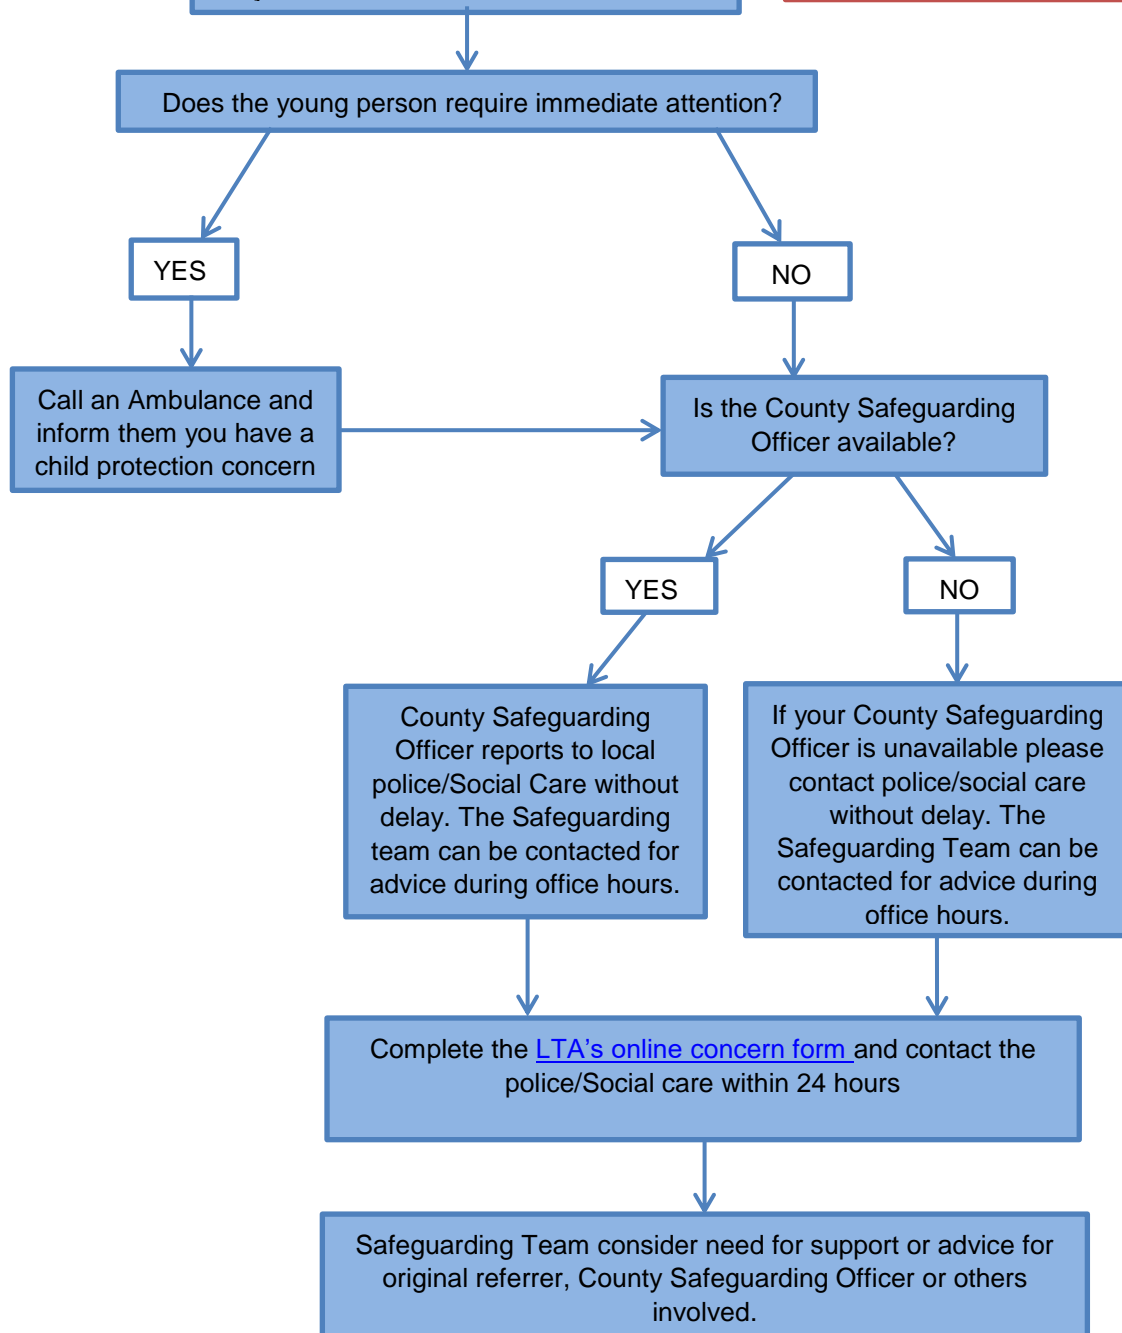 Does the young person require immediate attention?
YES
NO
Call an Ambulance and
inform them you have a
child protection concern
Is the County Safeguarding
Officer available?
YES
NO
County Safeguarding
Officer reports to local
police/Social Care without
delay. The Safeguarding
team can be contacted for
advice during office hours.
If your County Safeguarding
Officer is unavailable please
contact police/social care
without delay. The
Safeguarding Team can be
contacted for advice during
office hours.
Complete the LTA's online concern form and contact the
police/Social care within 24 hours
Safeguarding Team consider need for support or advice for
original referrer, County Safeguarding Officer or others
involved.